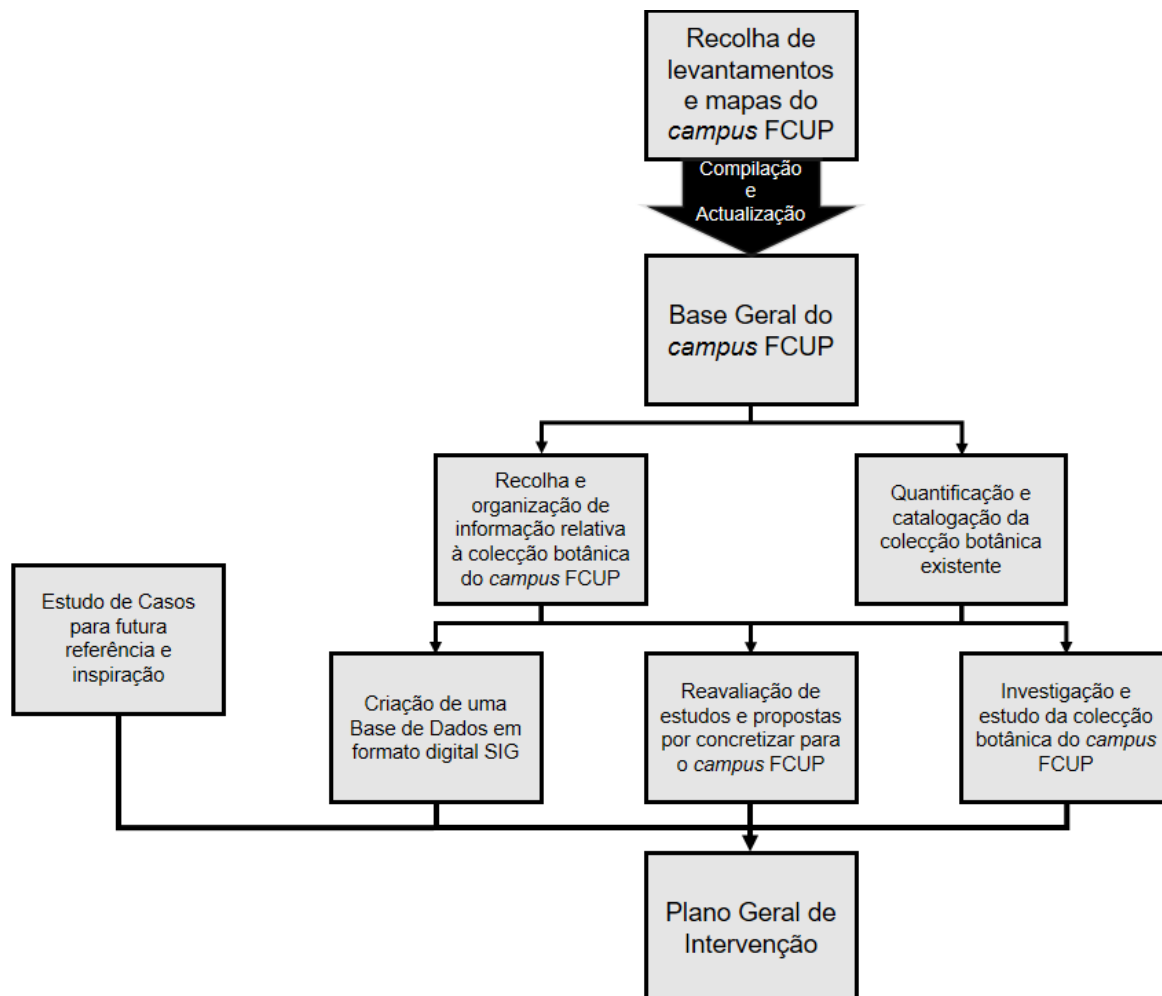 Recolha de
levantamentos
e mapas do
campus FCUP
Compilação
e
Actualização
Base Geral do
campus FCUP
Recolha e
organização de
informação relativa
à colecção botânica
do campus FCUP
Quantificação e
catalogação da
colecção botânica
existente
Estudo de Casos
para futura
referência e
inspiração
Criação de uma
Base de Dados em
formato digital SIG
Reavaliação de
estudos e propostas
por concretizar para
o campus FCUP
Investigação e
estudo da colecção
botânica do campus
FCUP
Plano Geral de
Intervenção